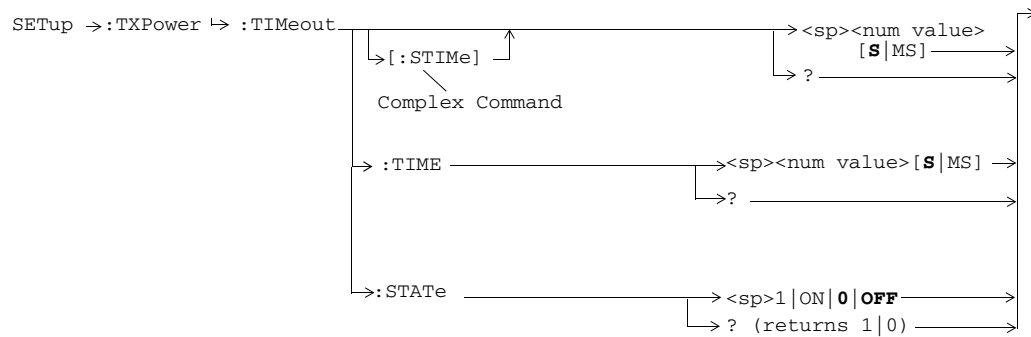 SETup :TXPower :TIMeout <sp><num value>
[:STIMe] [S|MS]
?
Complex Command
:TIME <sp><num value>[S|MS]
?
:STATe <sp>1|ON|0|OFF
? (returns 1|0)